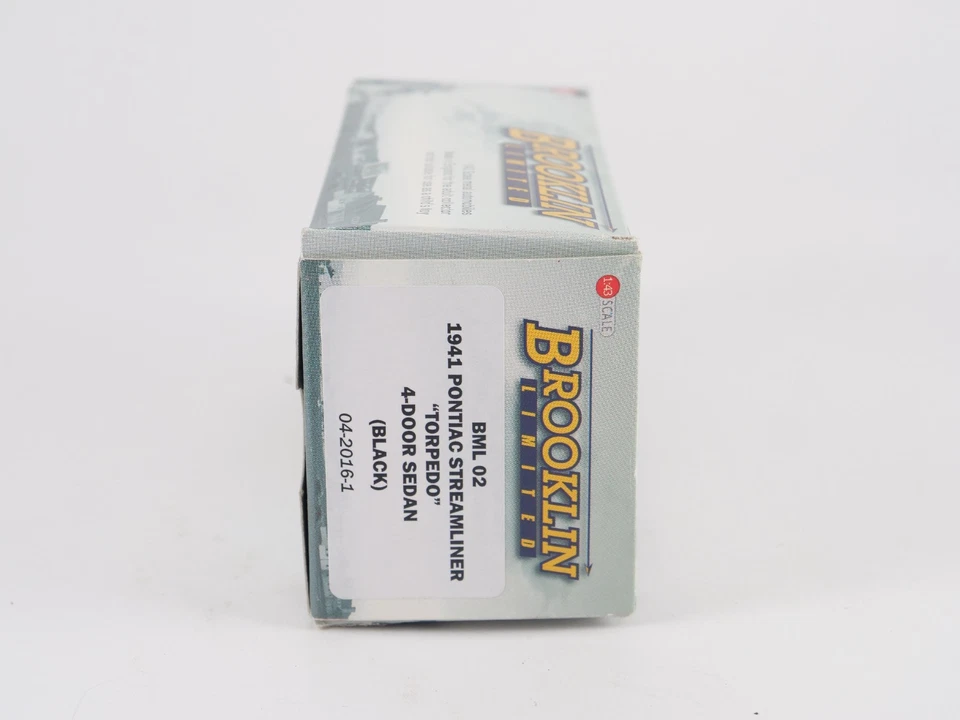 BROOKLIN
LIMITED
1:43 SCALE
BROOKLIN
LIMITED
BML 02
1941 PONTIAC STREAMLINER
“TORPEDO”
4-DOOR SEDAN
(BLACK)
04-2016-1